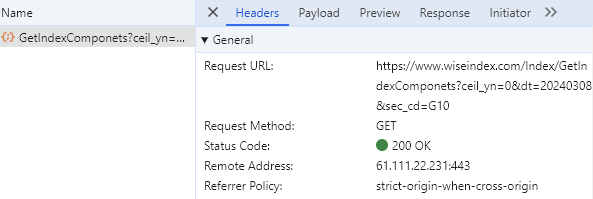 Name
Headers Payload Preview Response Initiator
GetIndexComponets?ceil_yn=...
General
Request URL: https://www.wiseindex.com/Index/GetIn
dexComponets?ceil_yn=0&dt=20240308
&sec_cd=G10
Request Method: GET
Status Code: 200 OK
Remote Address: 61.111.22.231:443
Referrer Policy: strict-origin-when-cross-origin